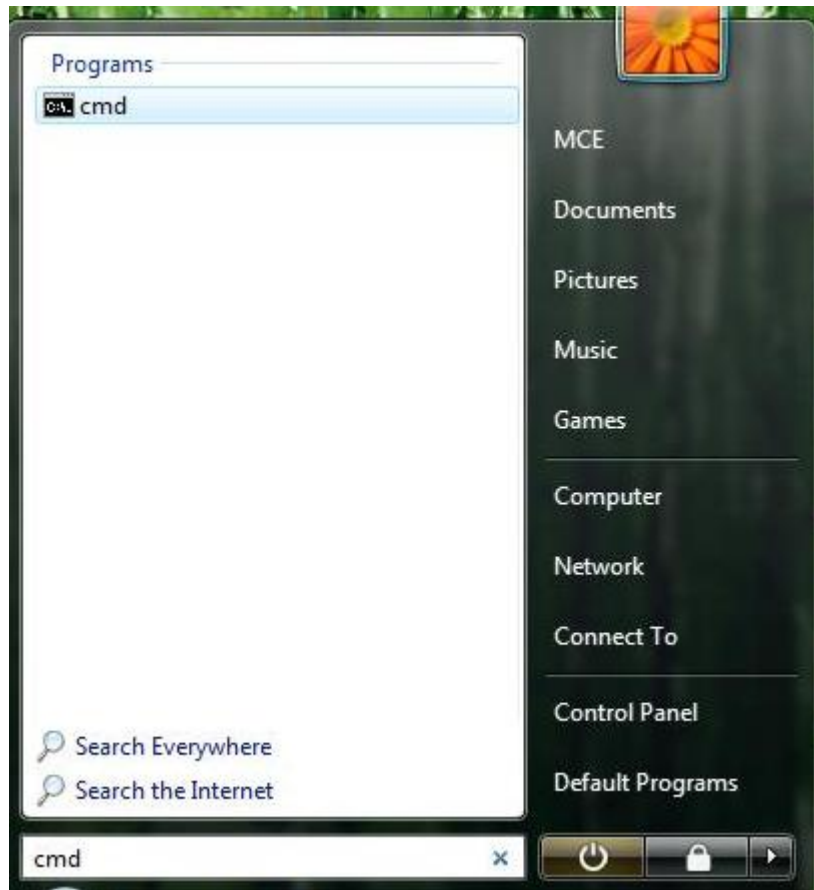 Programs
cmd
Search Everywhere
Search the Internet
cmd
MCE
Documents
Pictures
Music
Games
Computer
Network
Connect To
Control Panel
Default Programs